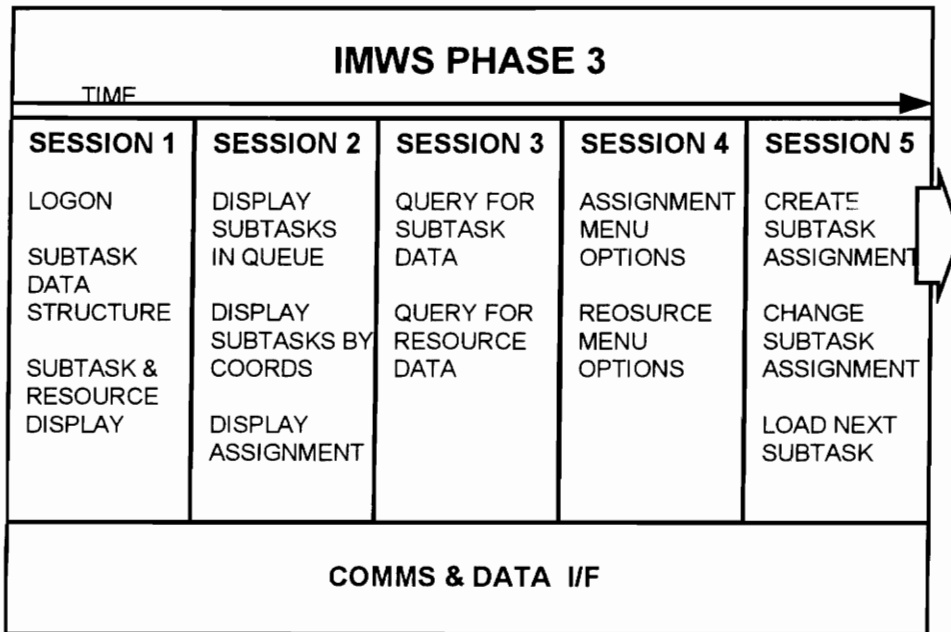 IMWS PHASE 3
TIME
SESSION 1
LOGON
SUBTASK
DATA
STRUCTURE
SUBTASK &
RESOURCE
DISPLAY
SESSION 2
DISPLAY
SUBTASKS
IN QUEUE
DISPLAY
SUBTASKS BY
COORDS
DISPLAY
ASSIGNMENT
SESSION 3
QUERY FOR
SUBTASK
DATA
QUERY FOR
RESOURCE
DATA
SESSION 4
ASSIGNMENT
MENU
OPTIONS
REOSURCE
MENU
OPTIONS
SESSION 5
CREATE
SUBTASK
ASSIGNMENT
CHANGE
SUBTASK
ASSIGNMENT
LOAD NEXT
SUBTASK
COMMS & DATA I/F